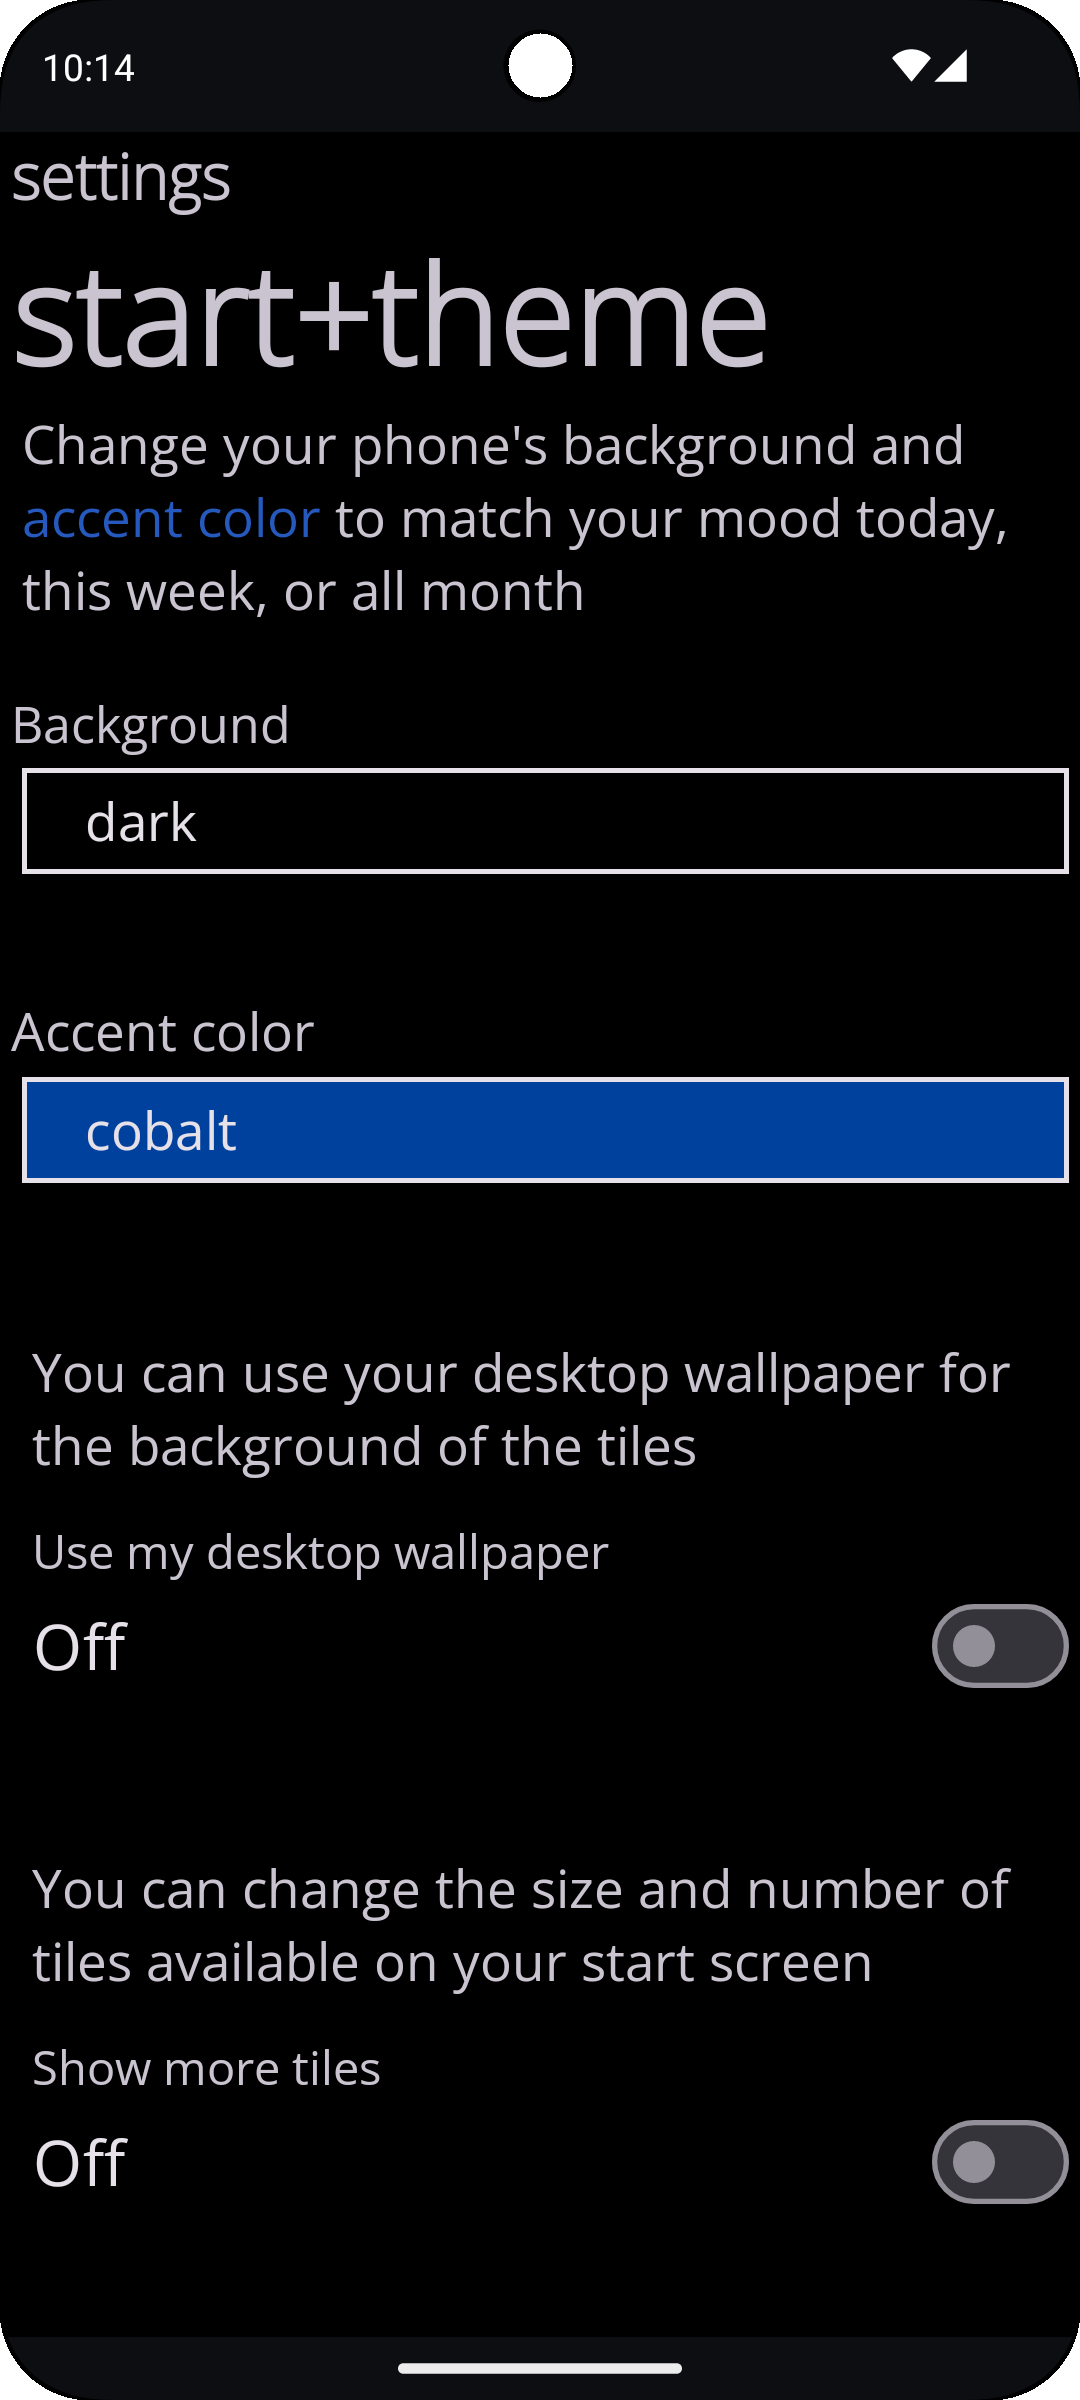 10:14
settings
start+theme
Change your phone's background and
accent color to match your mood today,
this week, or all month
Background
dark
Accent color
cobalt
You can use your desktop wallpaper for
the background of the tiles
Use my desktop wallpaper
Off
You can change the size and number of
tiles available on your start screen
Show more tiles
Off